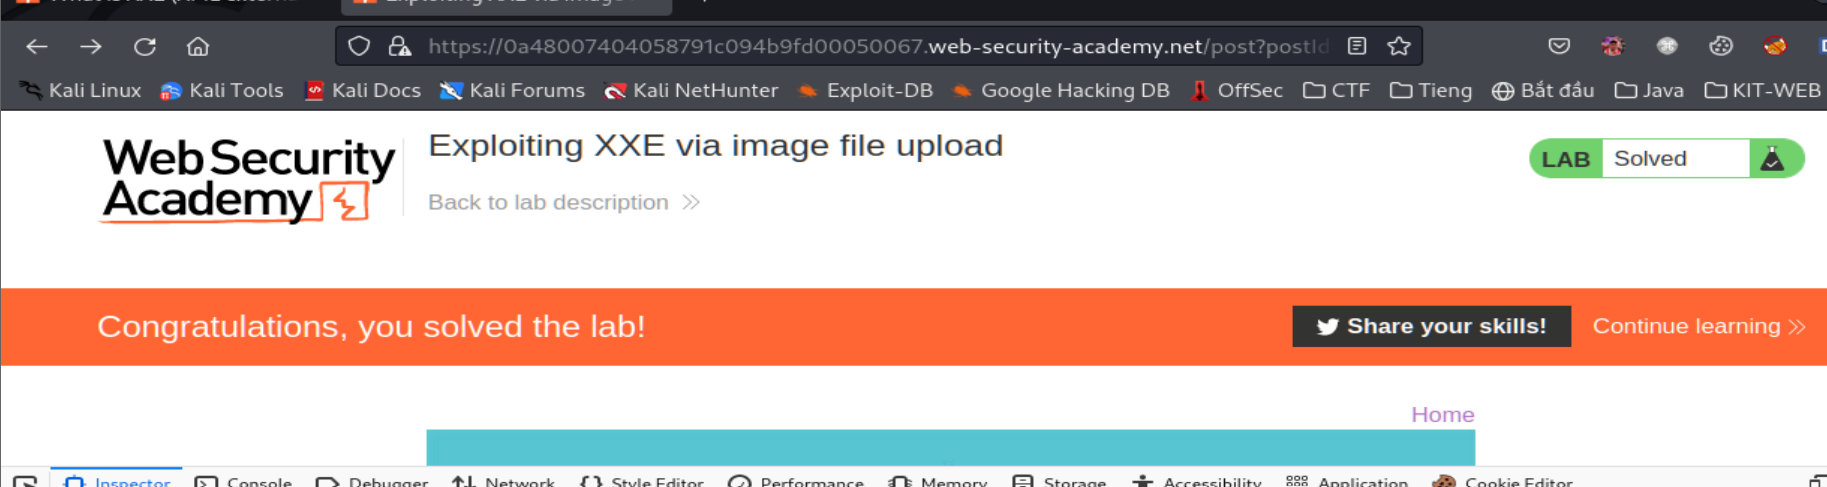 https://0a48007404058791c094b9fd00050067.web-security-academy.net/post?postId
Kali Linux Kali Tools Kali Docs Kali Forums Kali NetHunter Exploit-DB Google Hacking DB OffSec CTF Tieng Bắt đầu Java KIT-WEB
Web Security
Academy
Exploiting XXE via image file upload
Back to lab description
LAB Solved
Congratulations, you solved the lab!
Share your skills! Continue learning
Home
Inspector Console Debugger Network Style Editor Performance Memory Storage Accessibility Application Cookie Editor